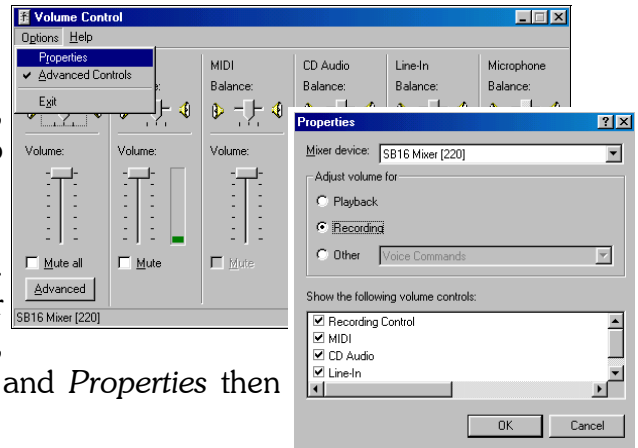 Volume Control
Options Help
Properties
✓ Advanced Controls
Exit
MIDI CD Audio Line-In Microphone
Balance: Balance: Balance: Balance:
Volume: Volume: Volume:
Mute all Mute Mute
Advanced
SB16 Mixer [220]
Properties
Mixer device: SB16 Mixer [220]
Adjust volume for
Playback
Recording
Other Voice Commands
Show the following volume controls:
Recording Control
MIDI
CD Audio
Line-In
OK Cancel
and Properties then